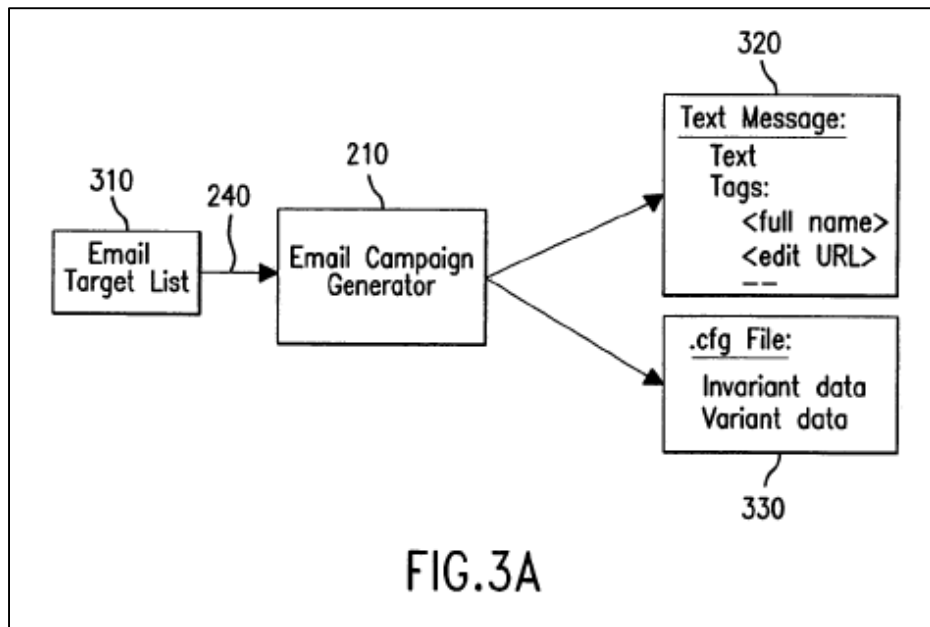 320
Text Message:
Text
Tags:
<full name>
<edit URL>
– –
210
310
240
Email
Target List
Email Campaign
Generator
.cfg File:
Invariant data
Variant data
330
FIG.3A